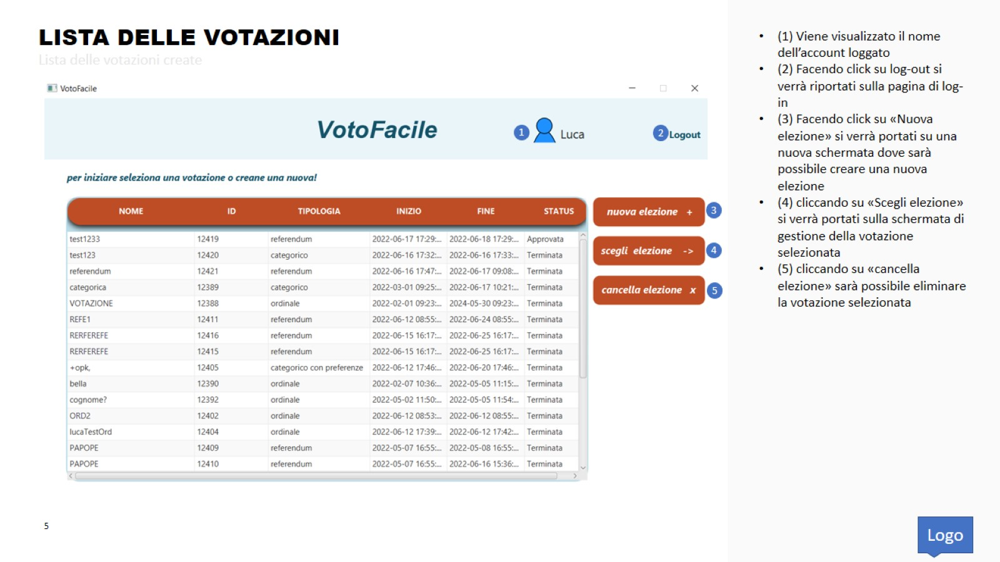 LISTA DELLE VOTAZIONI
Lista delle votazioni create
VotoFacile
VotoFacile
1 Luca
2 Logout
per iniziare seleziona una votazione o creane una nuova!
NOME ID TIPOLOGIA INIZIO FINE STATUS
test1233 12419 referendum 2022-06-17 17:29:... 2022-06-18 17:29:... Approvata
test123 12420 categorico 2022-06-16 17:32:... 2022-06-16 17:33:... Terminata
referendum 12421 referendum 2022-06-16 17:47:... 2022-06-17 09:08:... Terminata
categorica 12389 categorico 2022-03-01 09:25:... 2022-06-17 10:21:... Terminata
VOTAZIONE 12388 ordinale 2022-02-01 09:23:... 2024-05-30 09:23:... Terminata
REFE1 12411 referendum 2022-06-12 08:55:... 2022-06-24 08:55:... Terminata
RERFEREFE 12416 referendum 2022-06-15 16:17:... 2022-06-25 16:17:... Terminata
RERFEREFE 12415 referendum 2022-06-15 16:17:... 2022-06-25 16:17:... Terminata
+opk, 12405 categorico con preferenze 2022-06-12 17:46:... 2022-06-20 17:46:... Terminata
bella 12390 ordinale 2022-02-07 10:36:... 2022-05-05 11:15:... Terminata
cognome? 12392 ordinale 2022-05-02 11:50:... 2022-05-05 11:54:... Terminata
ORD2 12402 ordinale 2022-06-12 08:53:... 2022-06-12 08:55:... Terminata
lucaTestOrd 12404 ordinale 2022-06-12 17:39:... 2022-06-12 17:42:... Terminata
PAPOPE 12409 referendum 2022-05-07 16:55:... 2022-05-08 16:55:... Terminata
PAPOPE 12410 referendum 2022-05-07 16:55:... 2022-06-16 15:36:... Terminata
nuova elezione + 3
scegli elezione -> 4
cancella elezione x 5
• (1) Viene visualizzato il nome
dell’account loggato
• (2) Facendo click su log-out si
verrà riportati sulla pagina di log-
in
• (3) Facendo click su «Nuova
elezione» si verrà portati su una
nuova schermata dove sarà
possibile creare una nuova
elezione
• (4) cliccando su «Scegli elezione»
si verrà portati sulla schermata di
gestione della votazione
selezionata
• (5) cliccando su «cancella
elezione» sarà possibile eliminare
la votazione selezionata
5
Logo